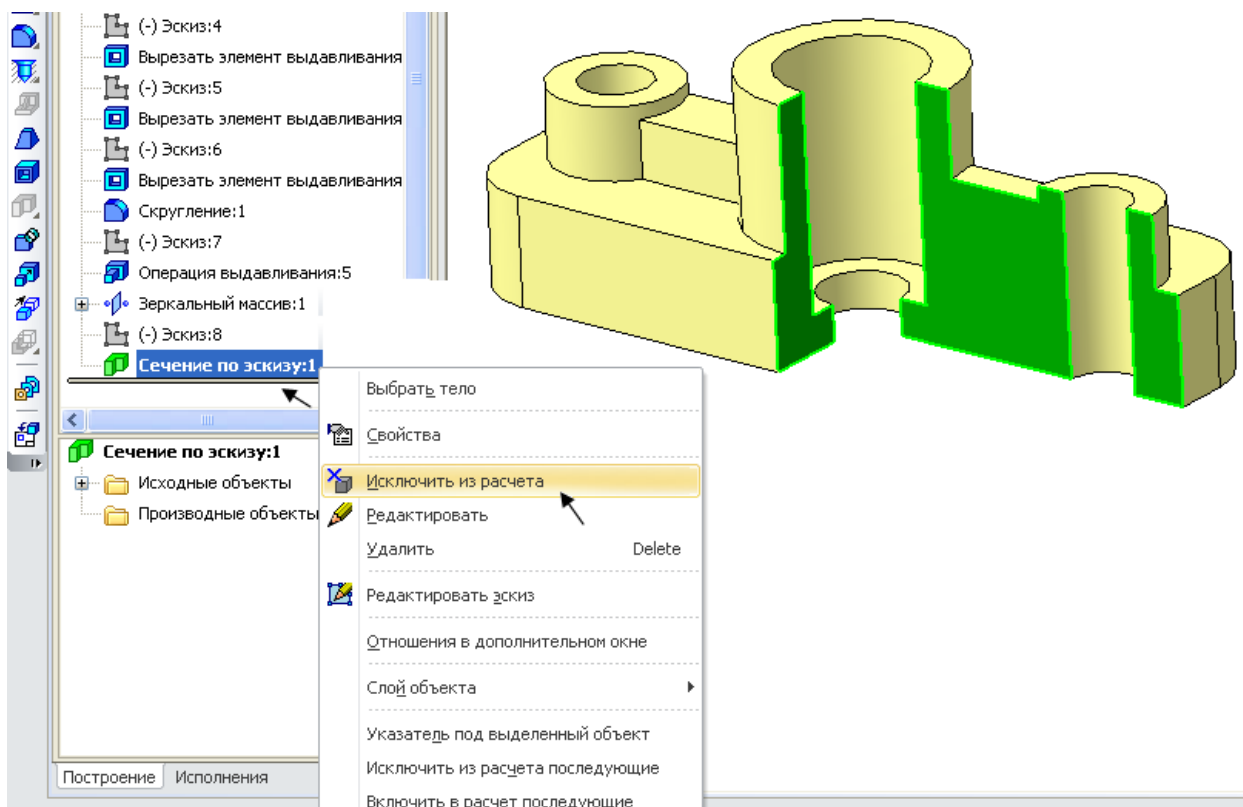 (-) Эскиз:4
Вырезать элемент выдавливания
(-) Эскиз:5
Вырезать элемент выдавливания
(-) Эскиз:6
Вырезать элемент выдавливания
Скругление:1
(-) Эскиз:7
Операция выдавливания:5
Зеркальный массив:1
(-) Эскиз:8
Сечение по эскизу:1
Сечение по эскизу:1
Исходные объекты
Производные объекты
Построение Исполнения
Выбрать тело
Свойства
Исключить из расчета
Редактировать
Удалить Delete
Редактировать эскиз
Отношения в дополнительном окне
Слой объекта
Указатель под выделенный объект
Исключить из расчета последующие
Включить в расчет последующие